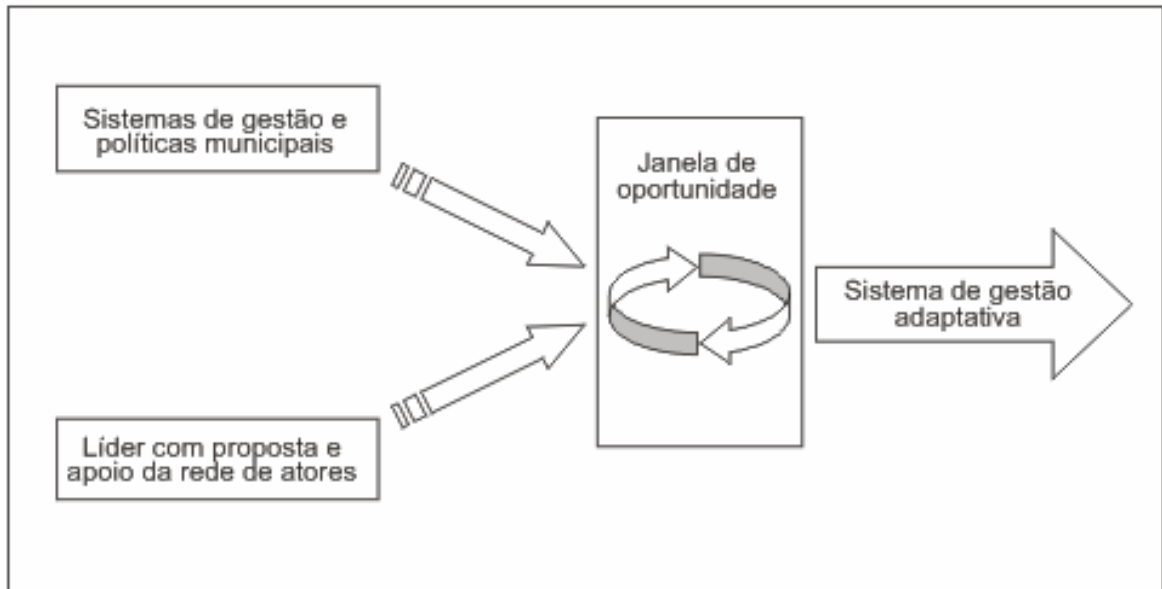 Sistemas de gestão e
políticas municipais
Janela de
oportunidade
Sistema de gestão
adaptativa
Líder com proposta e
apoio da rede de atores